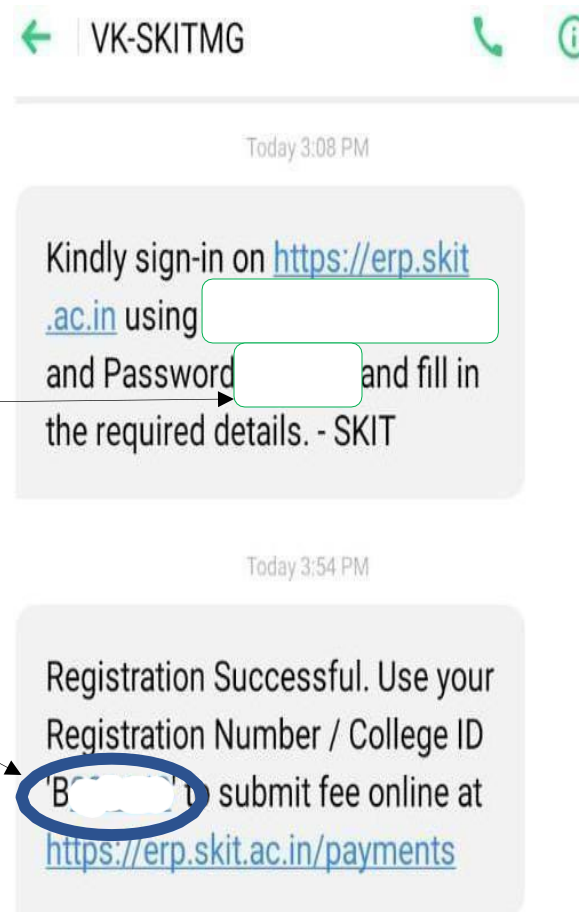 VK-SKITMG
Today 3:08 PM
Kindly sign-in on https://erp.skit
.ac.in using
and Password and fill in
the required details. - SKIT
Today 3:54 PM
Registration Successful. Use your
Registration Number / College ID
'B ' to submit fee online at
https://erp.skit.ac.in/payments